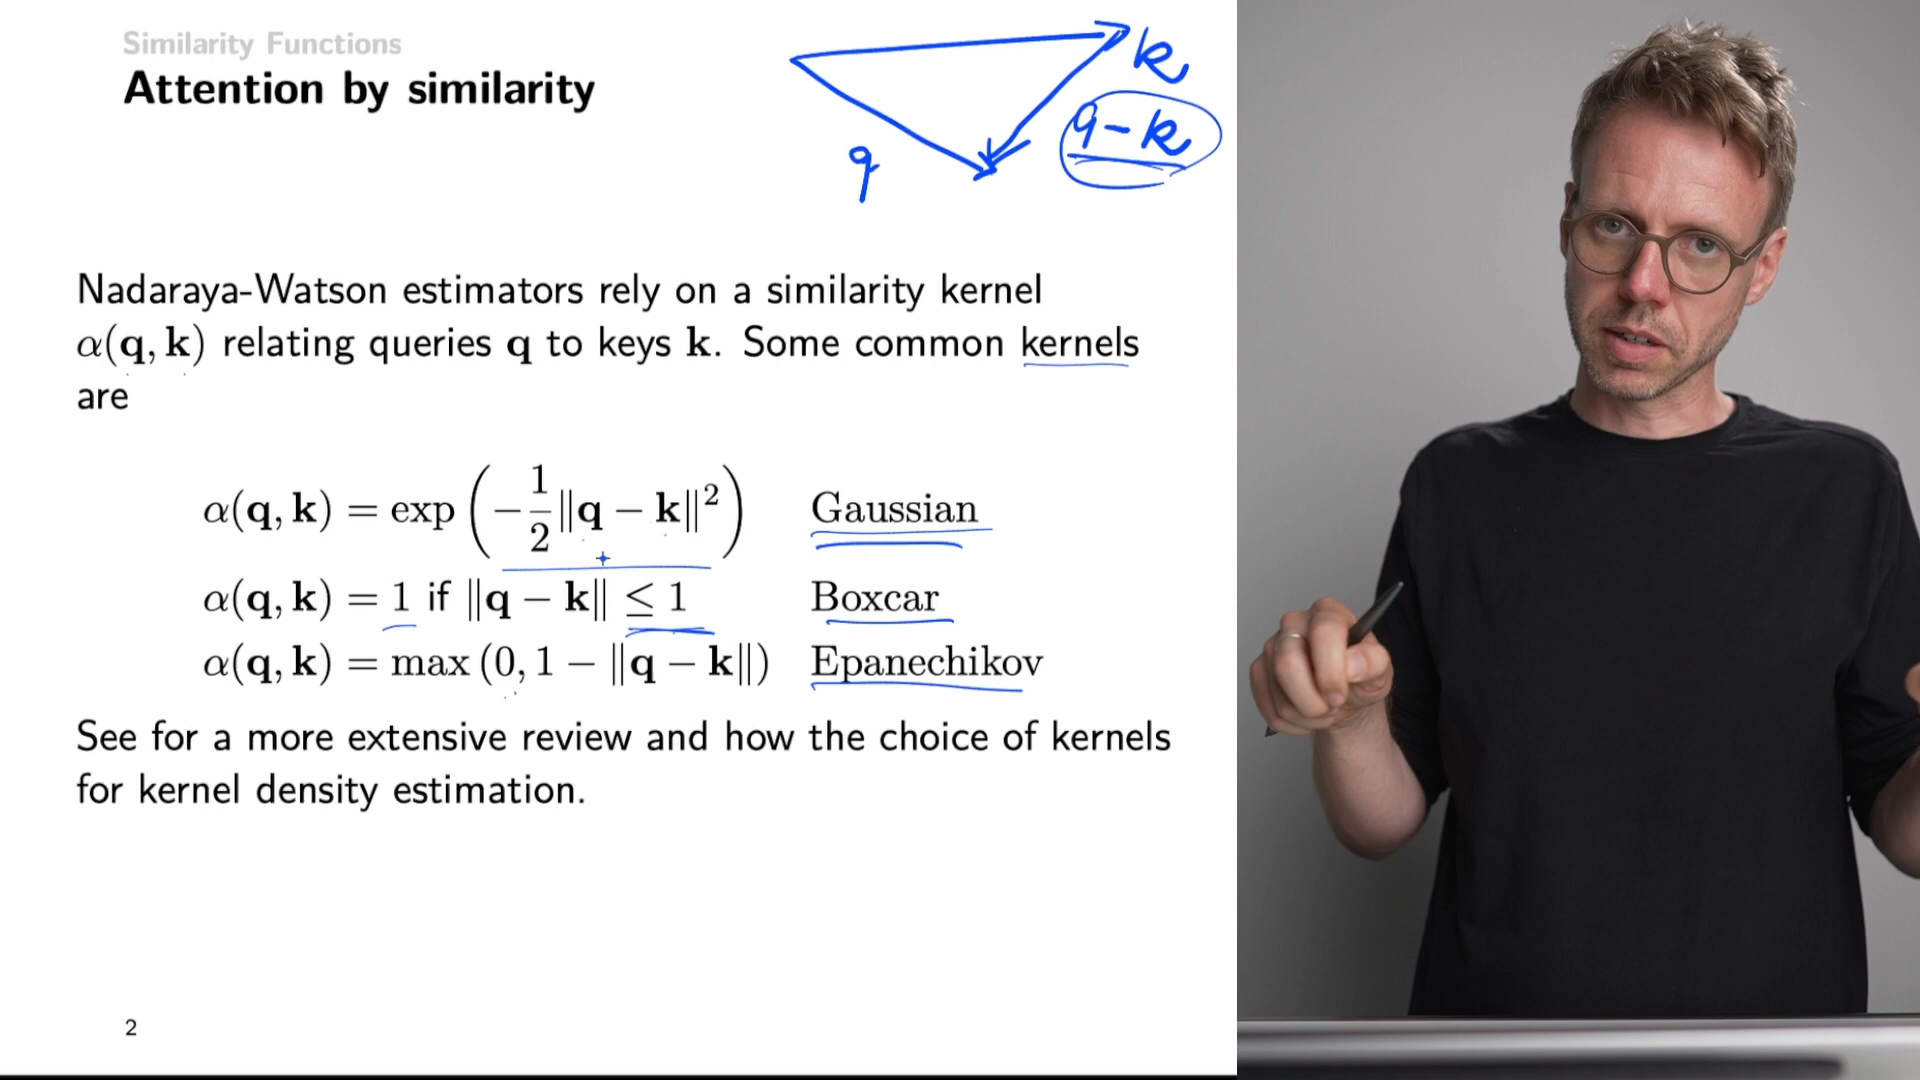 Similarity Functions
Attention by similarity
k
q - k
q
Nadaraya-Watson estimators rely on a similarity kernel
α(q, k) relating queries q to keys k. Some common kernels
are
α(q, k) = exp(−1/2‖q − k‖²) Gaussian
α(q, k) = 1 if ‖q − k‖ ≤ 1 Boxcar
α(q, k) = max (0, 1 − ‖q − k‖) Epanechikov
See for a more extensive review and how the choice of kernels
for kernel density estimation.
2